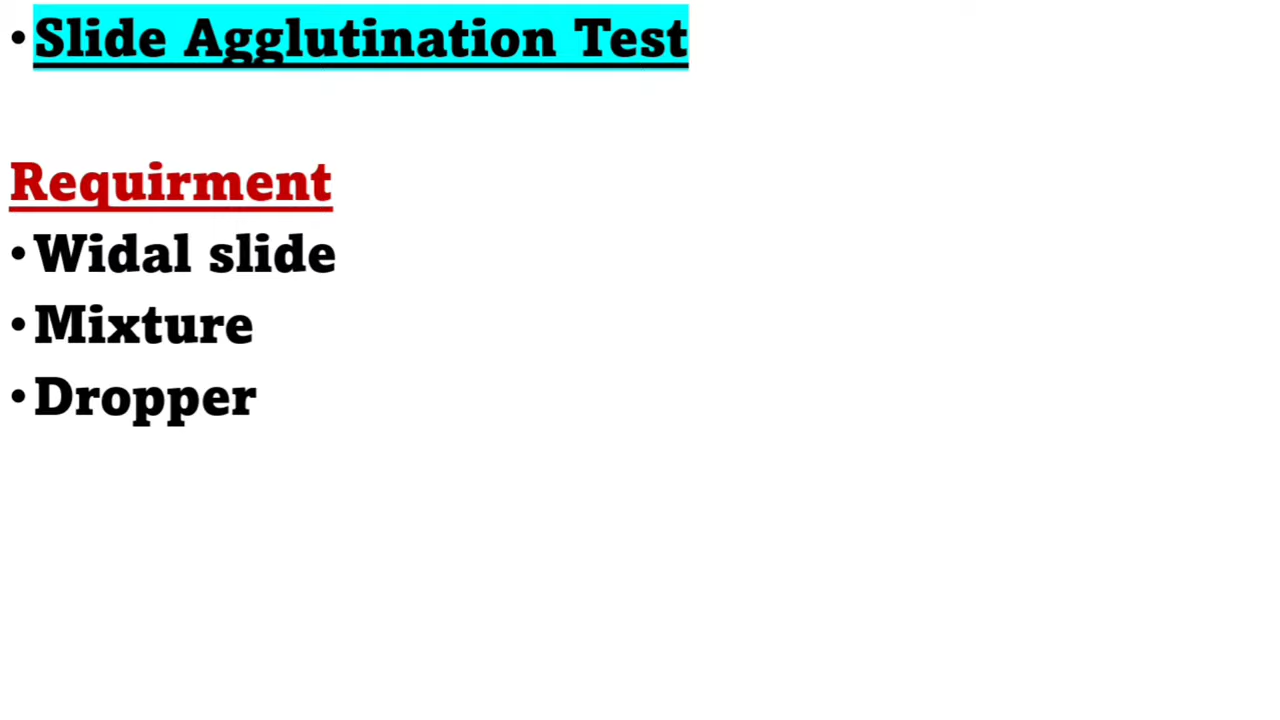 • Slide Agglutination Test
Requirment
• Widal slide
• Mixture
• Dropper